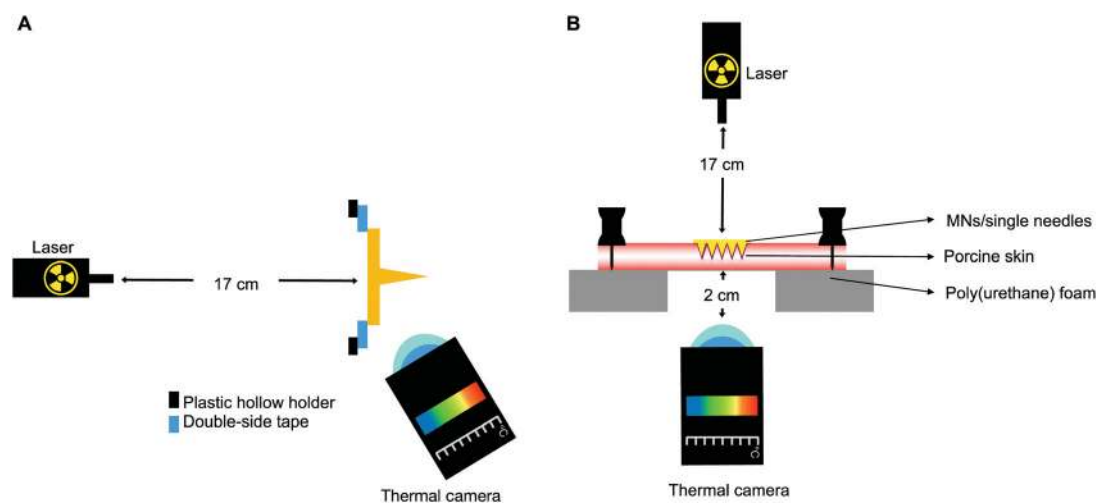 A
Laser
17 cm
Plastic hollow holder
Double-side tape
°C
Thermal camera
B
Laser
17 cm
MNs/single needles
Porcine skin
2 cm
Poly(urethane) foam
°C
Thermal camera